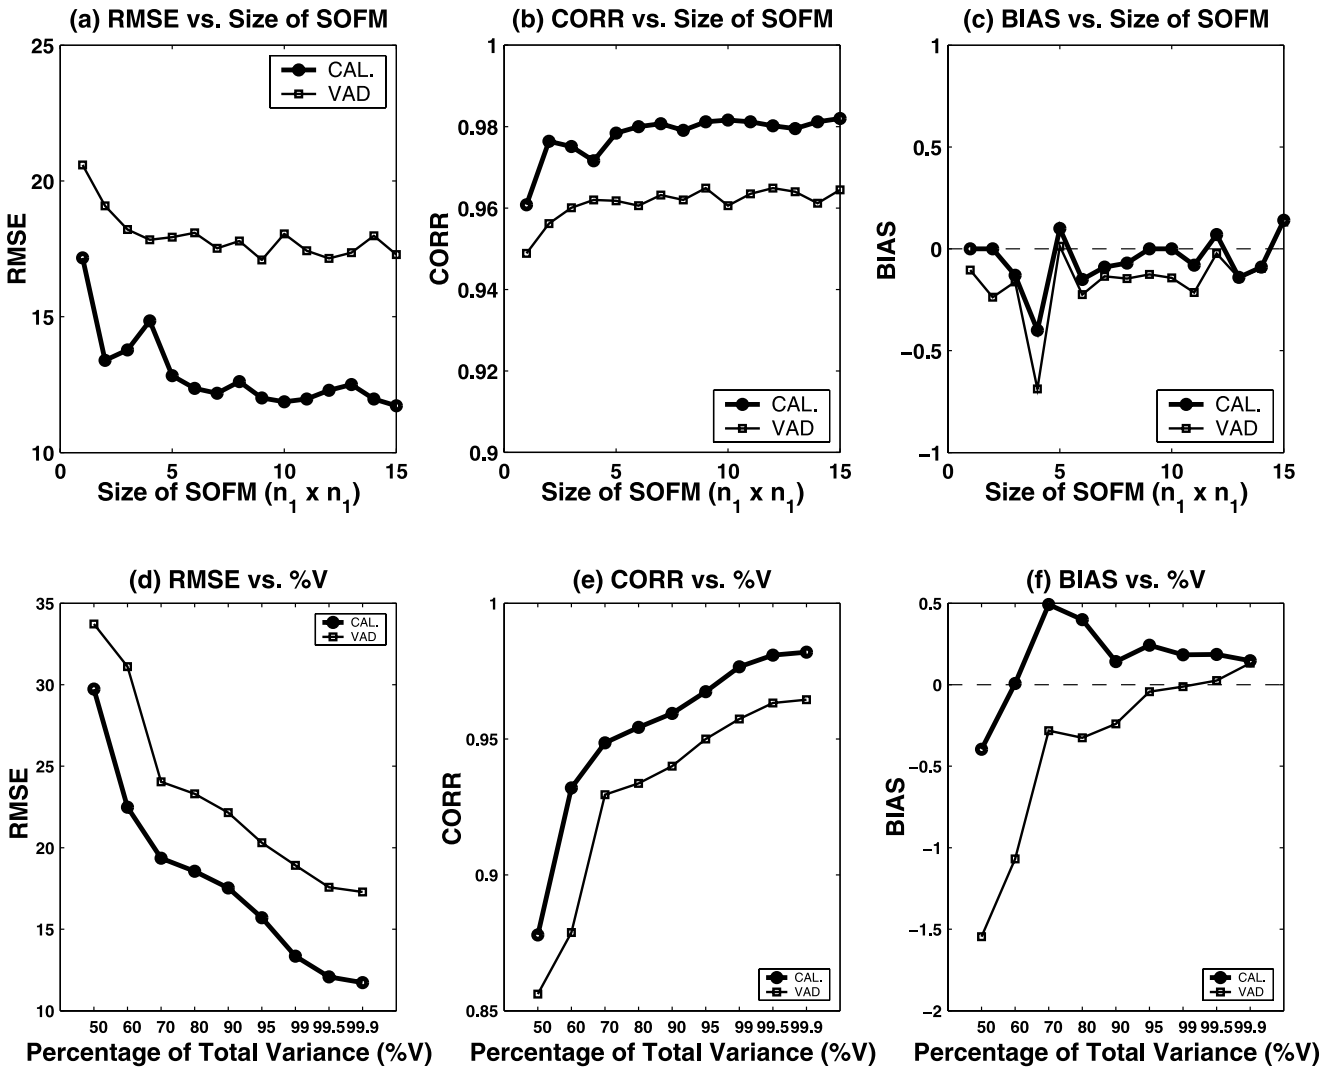 (a) RMSE vs. Size of SOFM
25
20
15
10
RMSE
CAL.
VAD
0
5
10
15
Size of SOFM (n1 x n1)
(b) CORR vs. Size of SOFM
1
0.98
0.96
0.94
0.92
0.9
CORR
CAL.
VAD
0
5
10
15
Size of SOFM (n1 x n1)
(c) BIAS vs. Size of SOFM
1
0.5
0
−0.5
−1
BIAS
CAL.
VAD
0
5
10
15
Size of SOFM (n1 x n1)
(d) RMSE vs. %V
35
30
25
20
15
10
RMSE
CAL.
VAD
50 60 70 80 90 95 99 99.5 99.9
Percentage of Total Variance (%V)
(e) CORR vs. %V
1
0.95
0.9
0.85
CORR
CAL.
VAD
50 60 70 80 90 95 99 99.5 99.9
Percentage of Total Variance (%V)
(f) BIAS vs. %V
0.5
0
−0.5
−1
−1.5
−2
BIAS
CAL.
VAD
50 60 70 80 90 95 99 99.5 99.9
Percentage of Total Variance (%V)